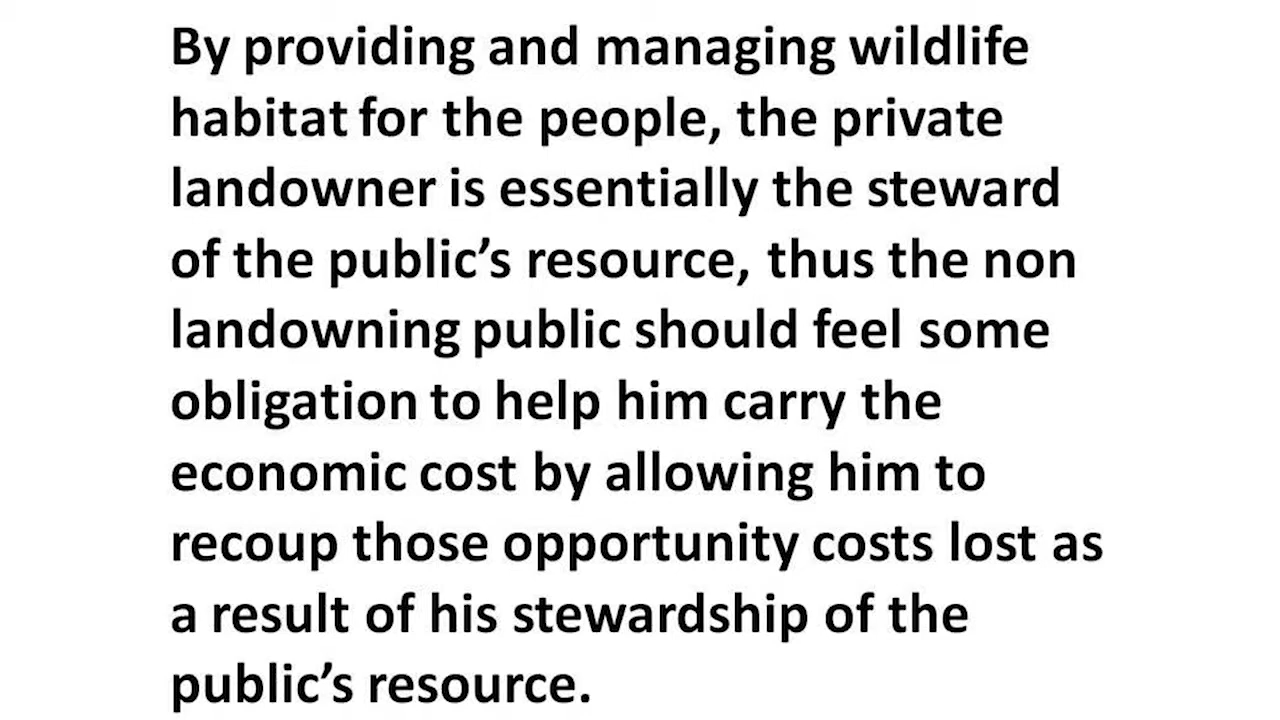 By providing and managing wildlife
habitat for the people, the private
landowner is essentially the steward
of the public’s resource, thus the non
landowning public should feel some
obligation to help him carry the
economic cost by allowing him to
recoup those opportunity costs lost as
a result of his stewardship of the
public’s resource.